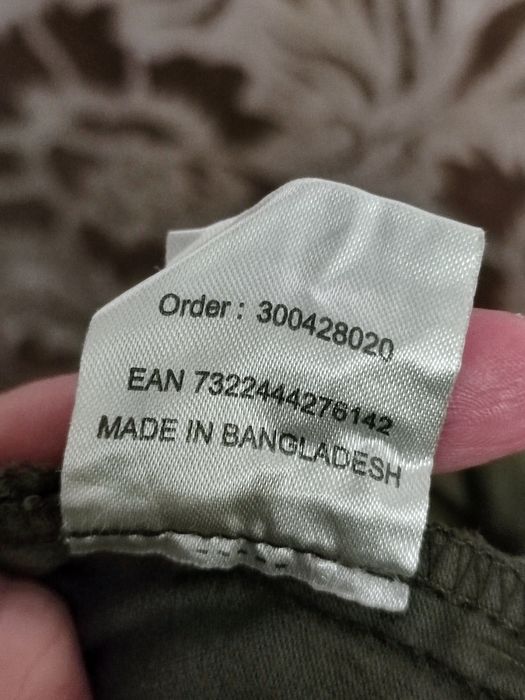 Order : 300428020
EAN 7322444276142
MADE IN BANGLADESH